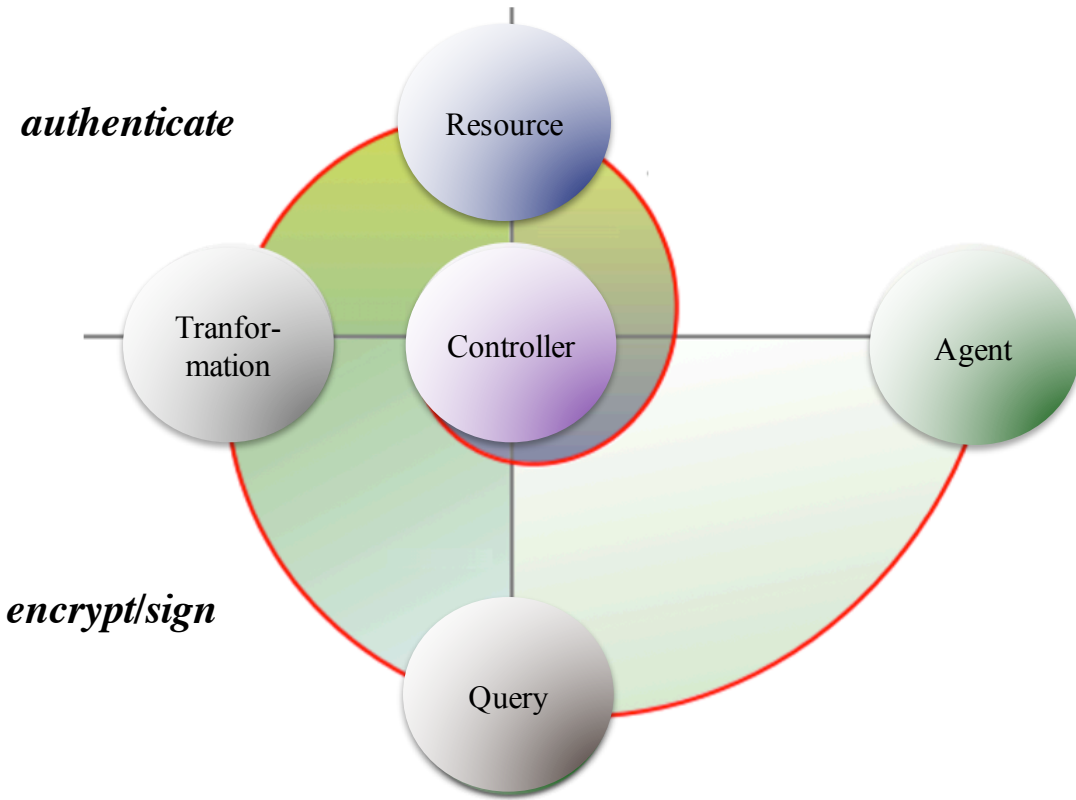 Resource
authenticate
Tranfor-
mation
Controller
Agent
encrypt/sign
Query